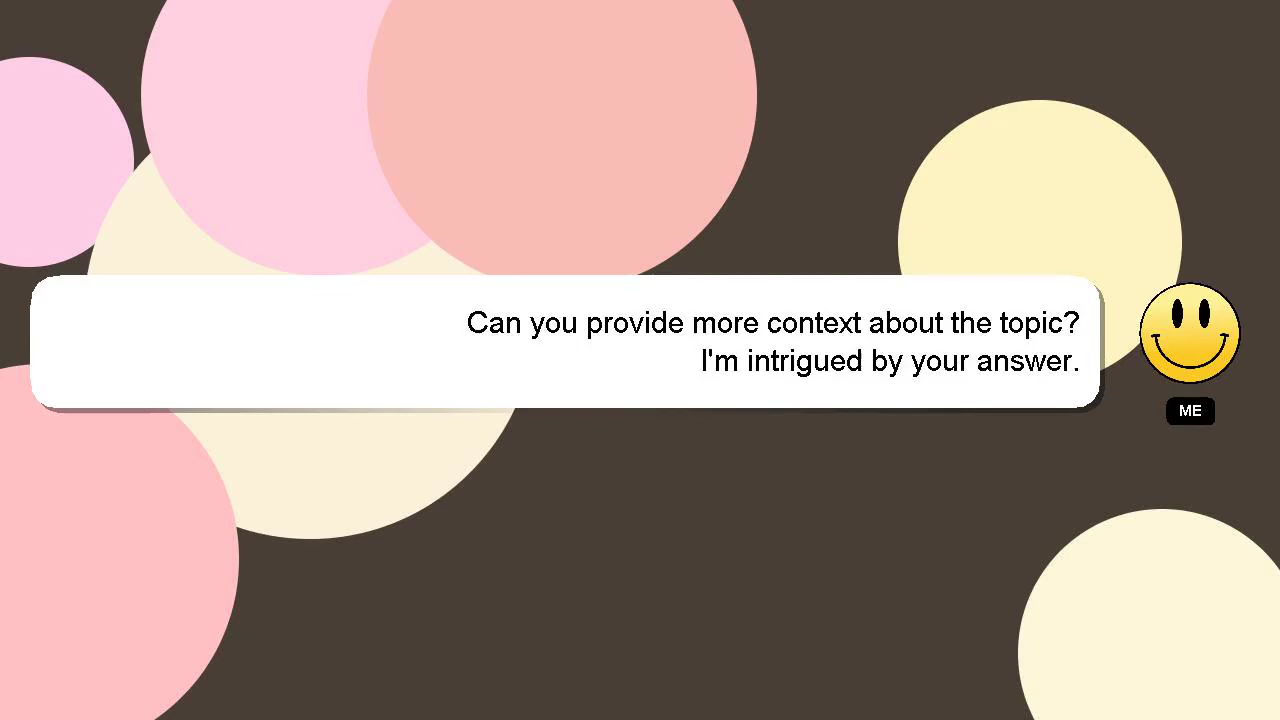 Can you provide more context about the topic?
I'm intrigued by your answer.
ME